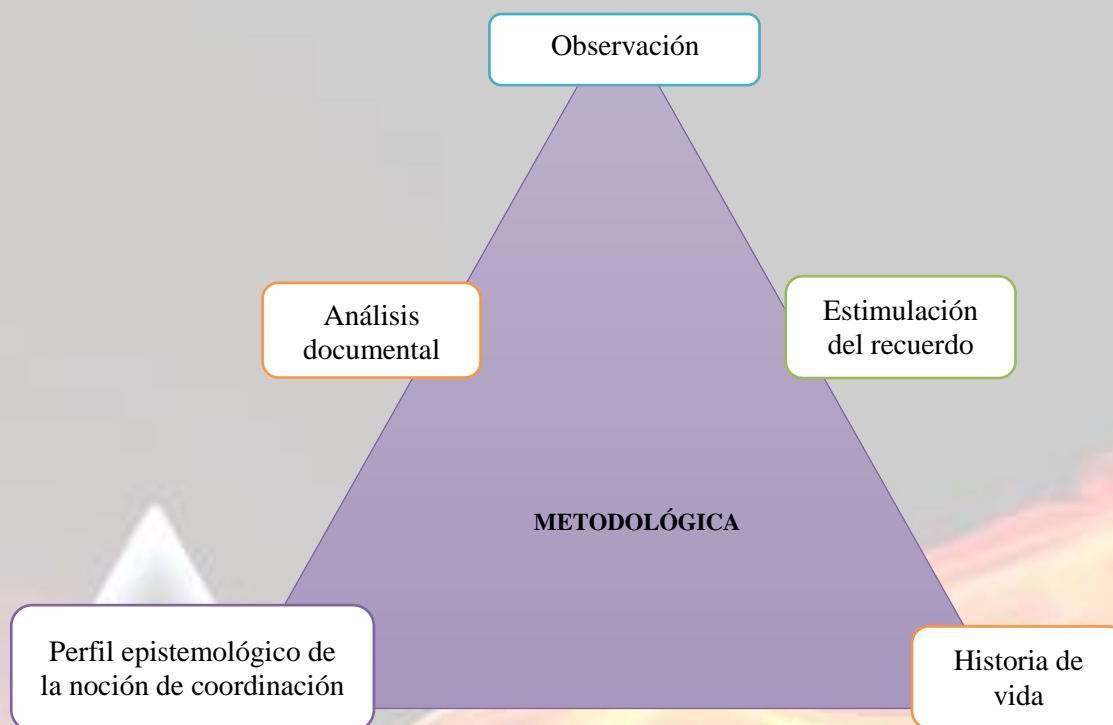 Observación
Análisis
documental
Estimulación
del recuerdo
METODOLÓGICA
Perfil epistemológico de
la noción de coordinación
Historia de
vida